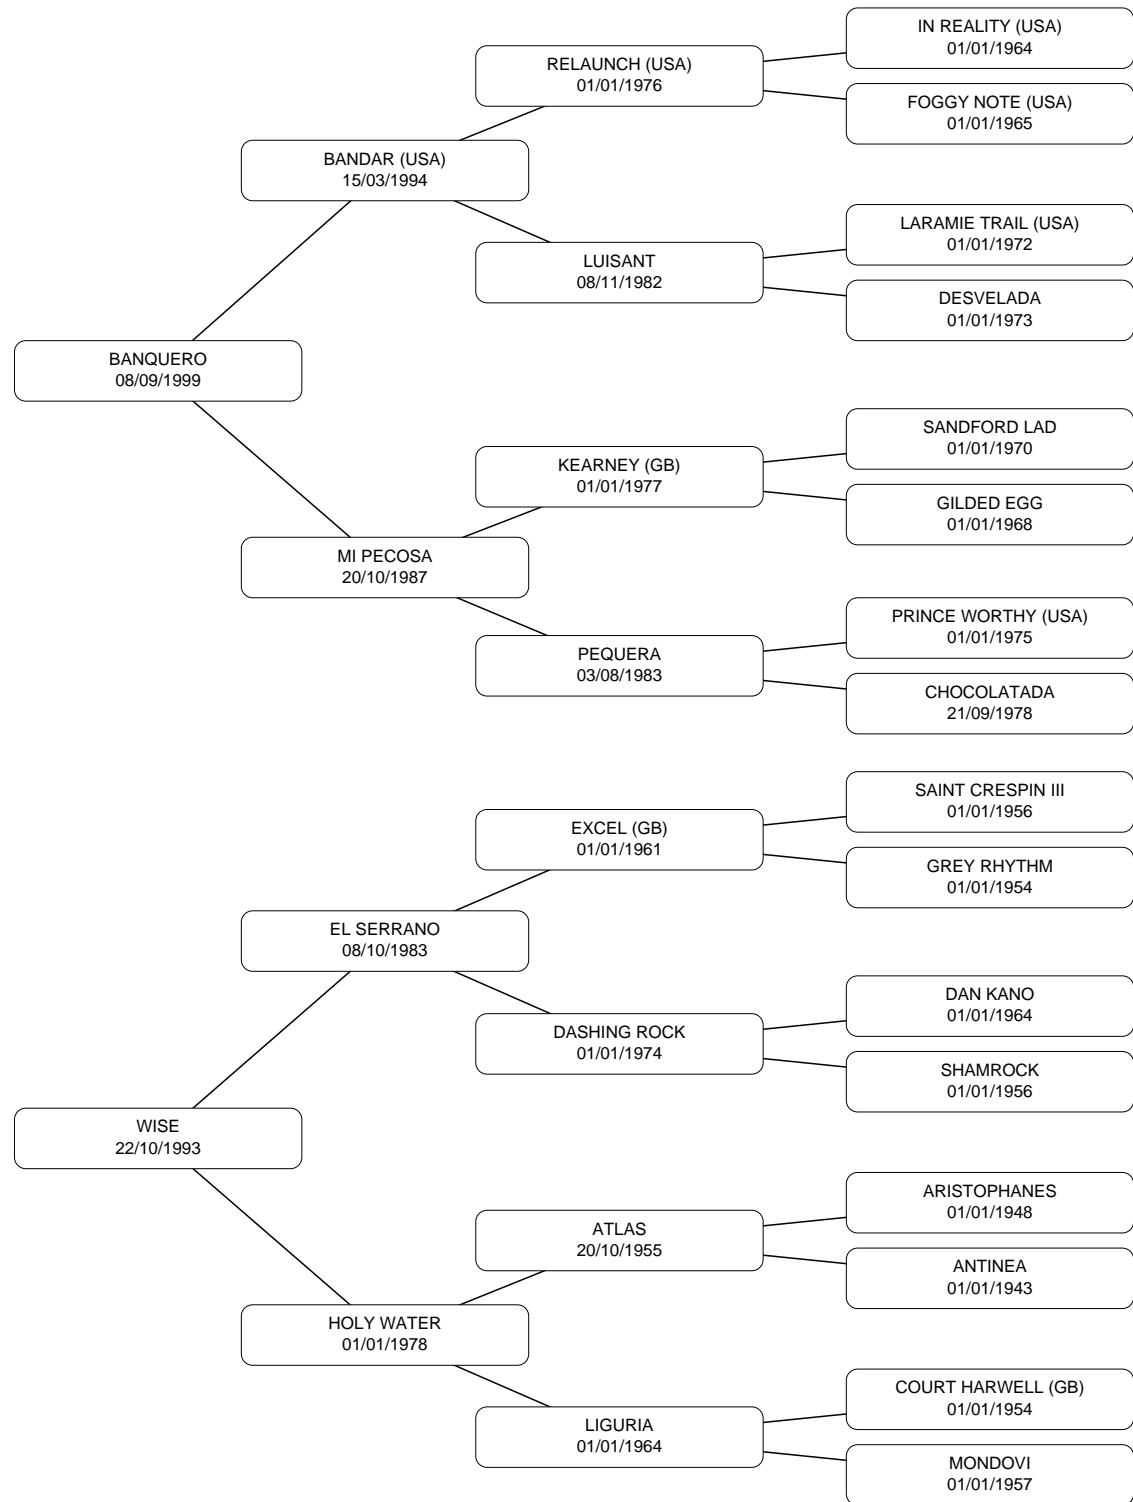 IN REALITY (USA)
01/01/1964
RELAUNCH (USA)
01/01/1976
FOGGY NOTE (USA)
01/01/1965
BANDAR (USA)
15/03/1994
LARAMIE TRAIL (USA)
01/01/1972
LUISANT
08/11/1982
DESVELADA
01/01/1973
BANQUERO
08/09/1999
SANDFORD LAD
01/01/1970
KEARNEY (GB)
01/01/1977
GILDED EGG
01/01/1968
MI PECOSA
20/10/1987
PRINCE WORTHY (USA)
01/01/1975
PEQUERA
03/08/1983
CHOCOLATADA
21/09/1978
SAINT CRESPIN III
01/01/1956
EXCEL (GB)
01/01/1961
GREY RHYTHM
01/01/1954
EL SERRANO
08/10/1983
DAN KANO
01/01/1964
DASHING ROCK
01/01/1974
SHAMROCK
01/01/1956
WISE
22/10/1993
ARISTOPHANES
01/01/1948
ATLAS
20/10/1955
ANTINEA
01/01/1943
HOLY WATER
01/01/1978
COURT HARWELL (GB)
01/01/1954
LIGURIA
01/01/1964
MONDOVI
01/01/1957